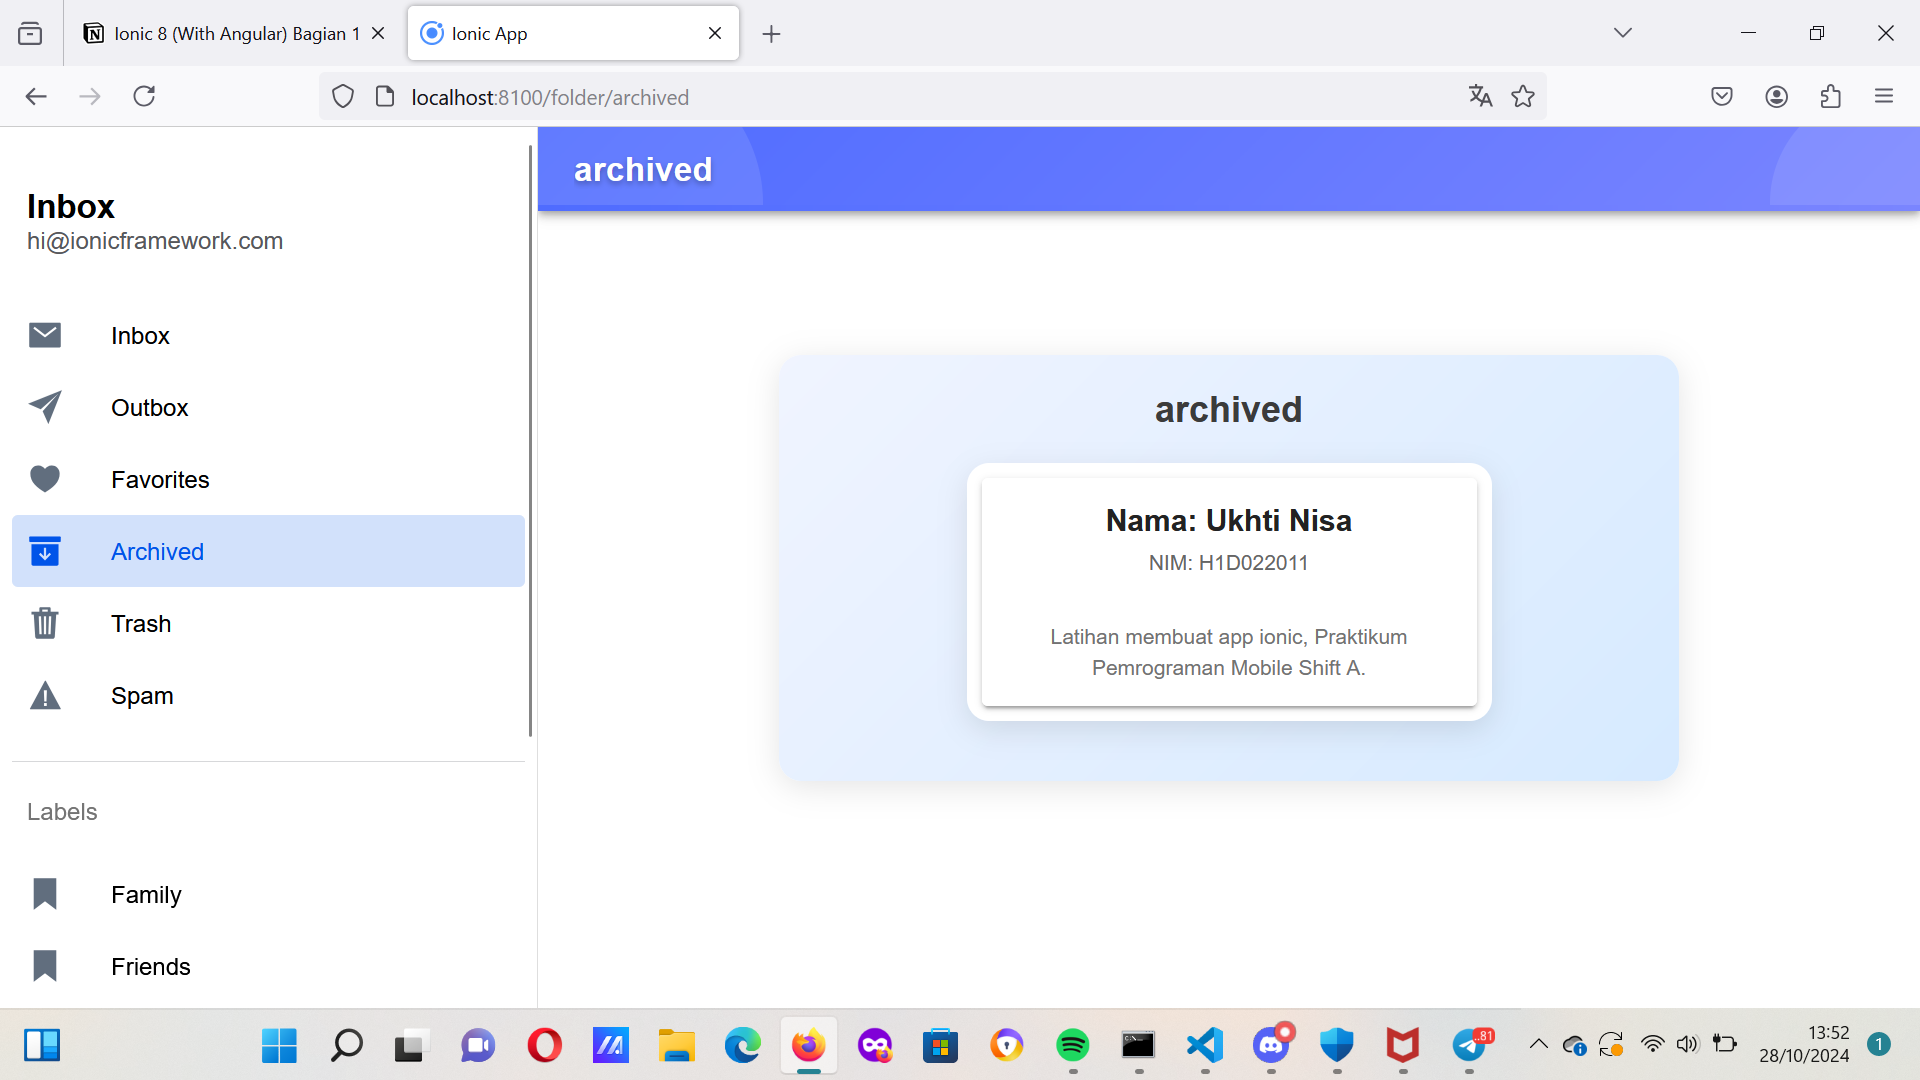 Ionic 8 (With Angular) Bagian 1
Ionic App
localhost:8100/folder/archived
Inbox
hi@ionicframework.com
Inbox
Outbox
Favorites
Archived
Trash
Spam
Labels
Family
Friends
archived
archived
Nama: Ukhti Nisa
NIM: H1D022011
Latihan membuat app ionic, Praktikum
Pemrograman Mobile Shift A.
..81
13:52
28/10/2024
1